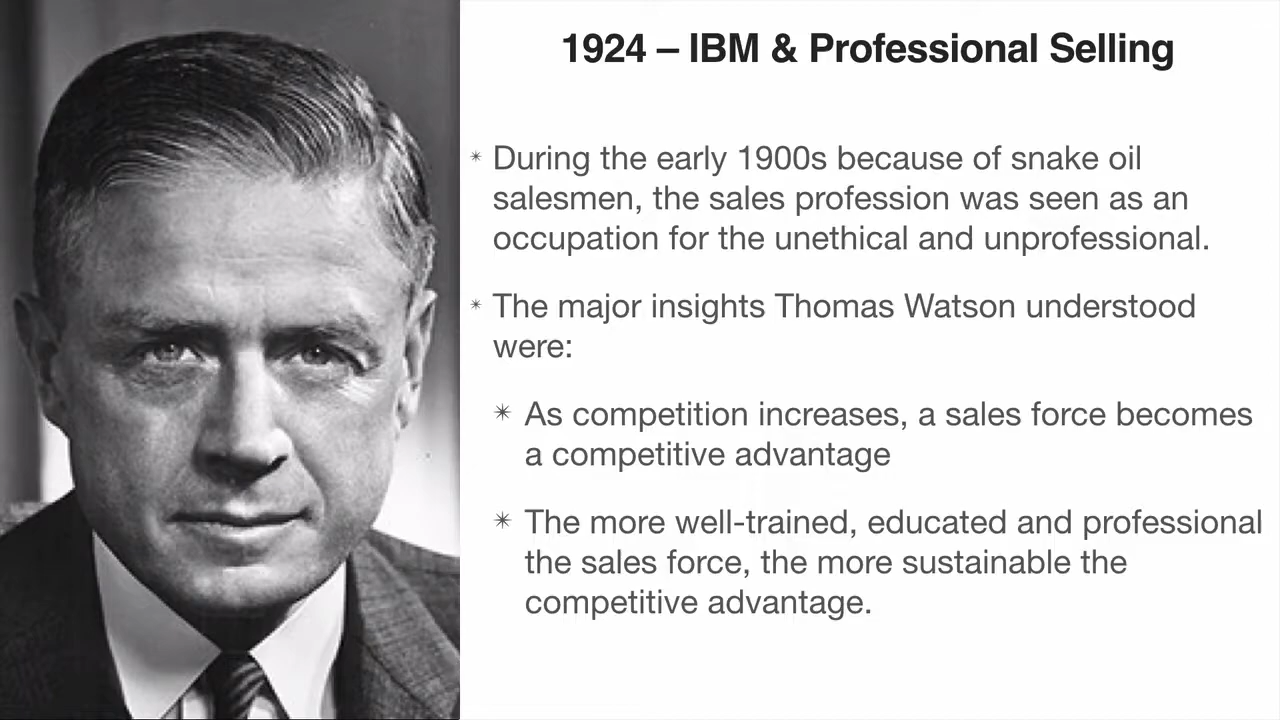 1924 – IBM & Professional Selling
✴ During the early 1900s because of snake oil
salesmen, the sales profession was seen as an
occupation for the unethical and unprofessional.
✴ The major insights Thomas Watson understood
were:
✴ As competition increases, a sales force becomes
a competitive advantage
✴ The more well-trained, educated and professional
the sales force, the more sustainable the
competitive advantage.